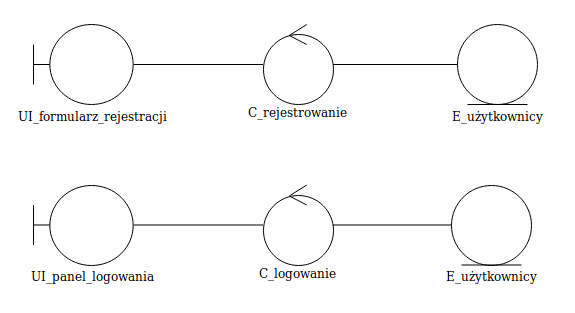 UI_formularz_rejestracji
C_rejestrowanie
E_użytkownicy
UI_panel_logowania
C_logowanie
E_użytkownicy